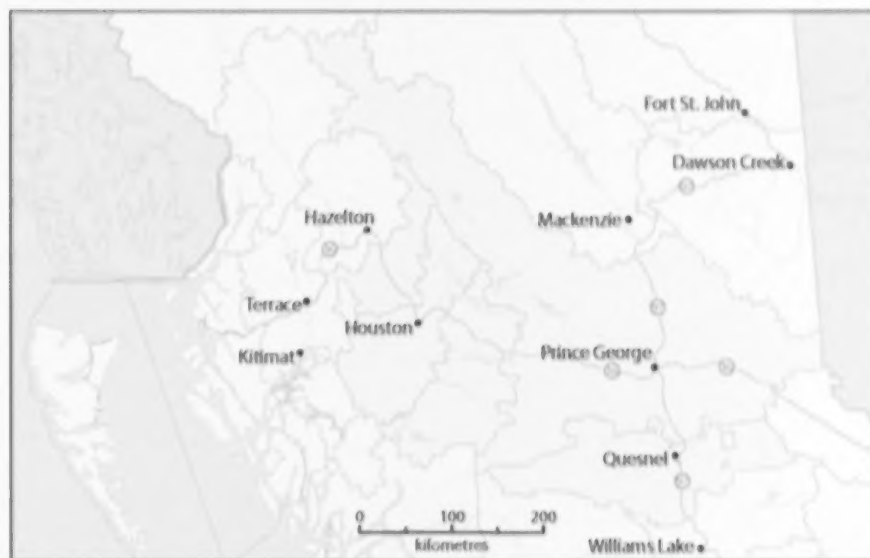 Fort St. John
Dawson Creek
Hazelton
Mackenzie
Terrace
Houston
Kitimat
Prince George
Quesnel
0 100 200
kilometres
Williams Lake